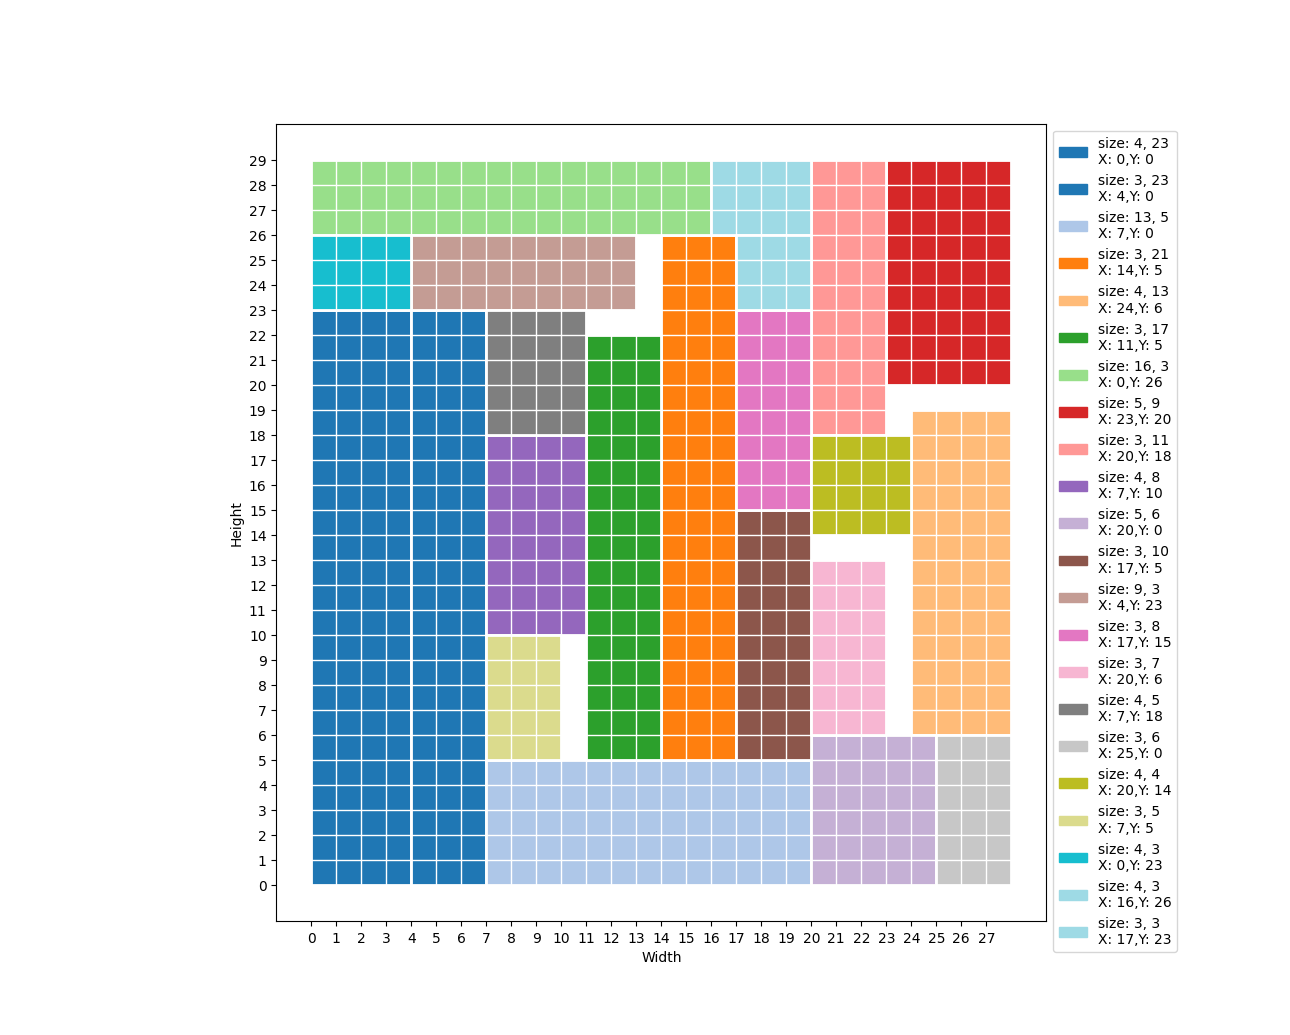 29
28
27
26
25
24
23
22
21
20
19
18
17
16
15
14
13
12
11
10
9
8
7
6
5
4
3
2
1
0
Height
0 1 2 3 4 5 6 7 8 9 10 11 12 13 14 15 16 17 18 19 20 21 22 23 24 25 26 27
Width
size: 4, 23
X: 0,Y: 0
size: 3, 23
X: 4,Y: 0
size: 13, 5
X: 7,Y: 0
size: 3, 21
X: 14,Y: 5
size: 4, 13
X: 24,Y: 6
size: 3, 17
X: 11,Y: 5
size: 16, 3
X: 0,Y: 26
size: 5, 9
X: 23,Y: 20
size: 3, 11
X: 20,Y: 18
size: 4, 8
X: 7,Y: 10
size: 5, 6
X: 20,Y: 0
size: 3, 10
X: 17,Y: 5
size: 9, 3
X: 4,Y: 23
size: 3, 8
X: 17,Y: 15
size: 3, 7
X: 20,Y: 6
size: 4, 5
X: 7,Y: 18
size: 3, 6
X: 25,Y: 0
size: 4, 4
X: 20,Y: 14
size: 3, 5
X: 7,Y: 5
size: 4, 3
X: 0,Y: 23
size: 4, 3
X: 16,Y: 26
size: 3, 3
X: 17,Y: 23